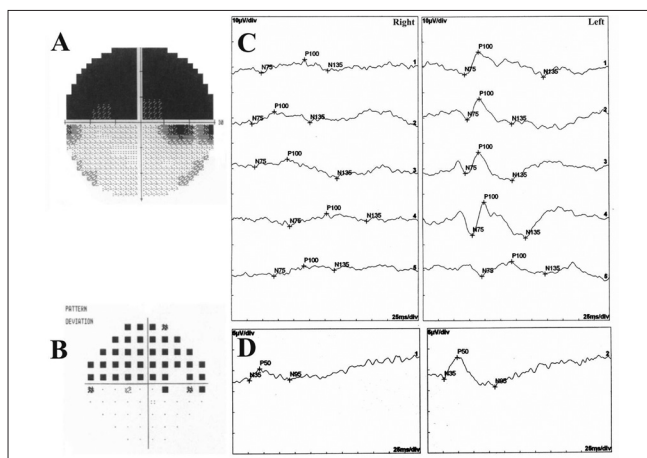 A
30
B
PATTERN
DEVIATION
C
10µV/div
Right
N75 P100 N135 1
N75 P100 N135 2
N75 P100 N135 3
N75 P100 N135 4
N75 P100 N135 5
25ms/div
10µV/div
Left
N75 P100 N135 1
N75 P100 N135 2
N75 P100 N135 3
N75 P100 N135 4
N75 P100 N135 5
25ms/div
D
5µV/div
N35 P50 N95 1
25ms/div
5µV/div
N35 P50 N95 2
25ms/div